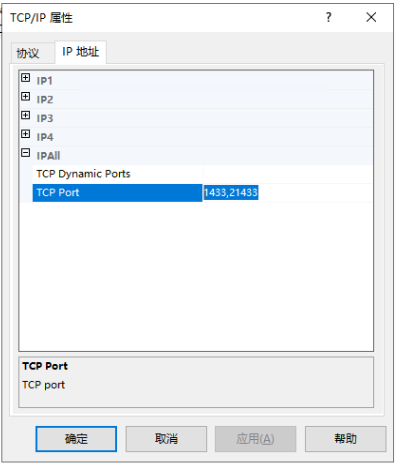 TCP/IP 属性
? ×
协议 IP 地址
IP1
IP2
IP3
IP4
IPAll
TCP Dynamic Ports
TCP Port 1433,21433
TCP Port
TCP port
确定 取消 应用(A) 帮助